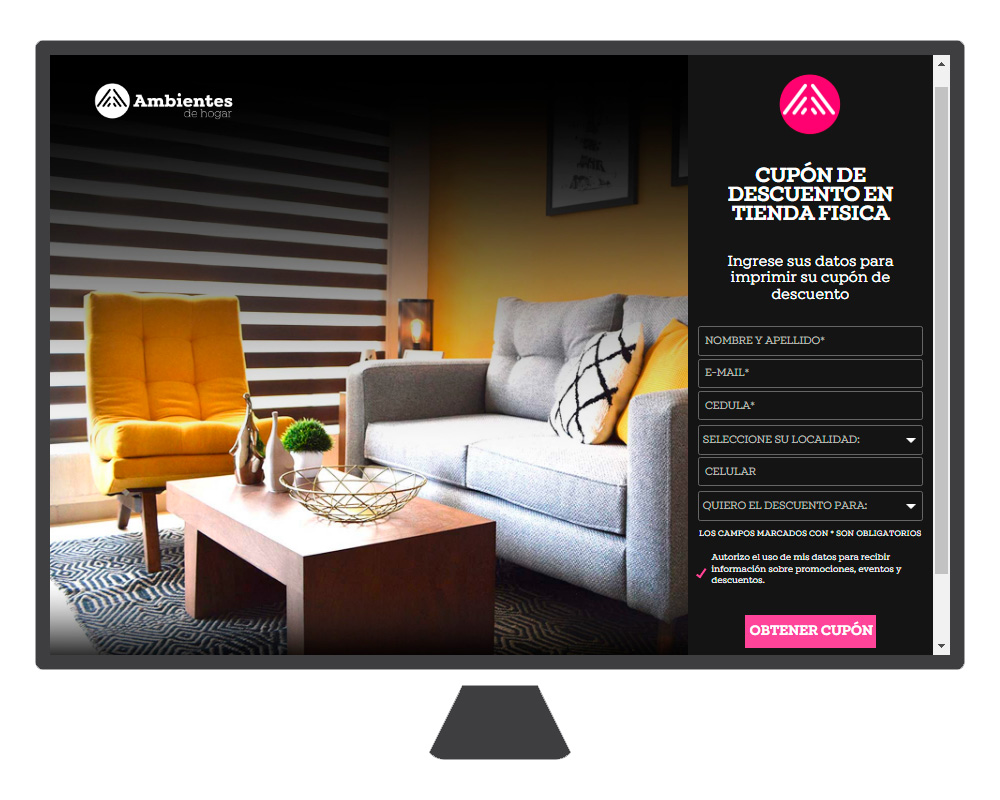 Ambientes
de hogar
CUPÓN DE
DESCUENTO EN
TIENDA FISICA
Ingrese sus datos para
imprimir su cupón de
descuento
NOMBRE Y APELLIDO*
E-MAIL*
CEDULA*
SELECCIONE SU LOCALIDAD:
CELULAR
QUIERO EL DESCUENTO PARA:
LOS CAMPOS MARCADOS CON * SON OBLIGATORIOS
Autorizo el uso de mis datos para recibir
información sobre promociones, eventos y
descuentos.
OBTENER CUPÓN